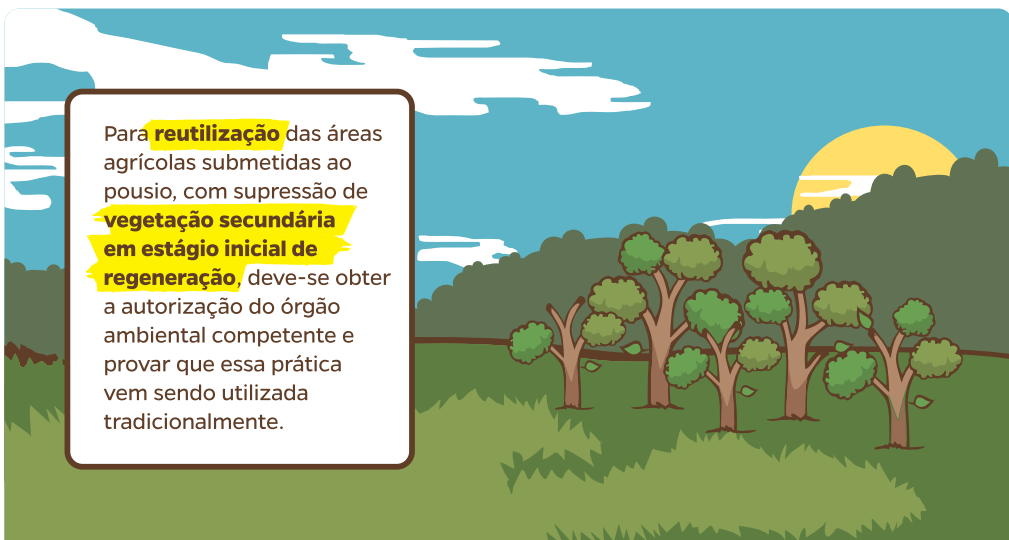 Para reutilização das áreas
agrícolas submetidas ao
pousio, com supressão de
vegetação secundária
em estágio inicial de
regeneração, deve-se obter
a autorização do órgão
ambiental competente e
provar que essa prática
vem sendo utilizada
tradicionalmente.